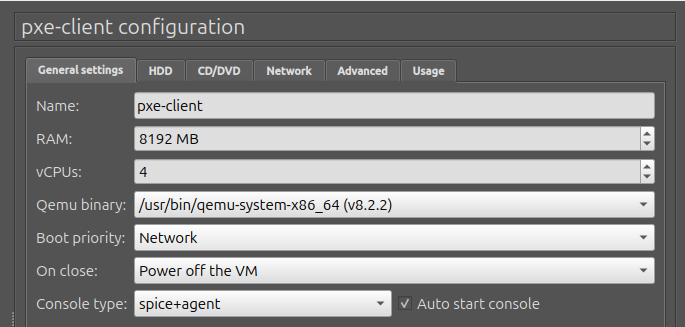 pxe-client configuration
General settings HDD CD/DVD Network Advanced Usage
Name: pxe-client
RAM: 8192 MB
vCPUs: 4
Qemu binary: /usr/bin/qemu-system-x86_64 (v8.2.2)
Boot priority: Network
On close: Power off the VM
Console type: spice+agent Auto start console